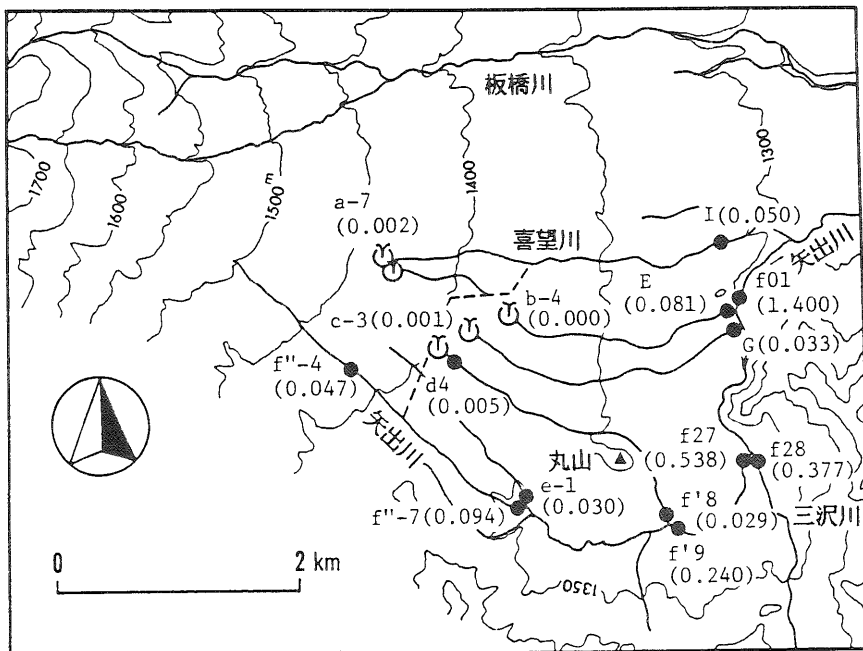 板橋川
1700
1600
1500
E
1400
1300
a-7
(0.002)
喜望川
I(0.050)
矢出川
E
(0.081)
f01
(1.400)
b-4
(0.000)
c-3(0.001)
G
(0.033)
f"-4
(0.047)
d4
(0.005)
矢出川
丸山
f27
(0.538)
f28
(0.377)
e-1
(0.030)
f"-7(0.094)
f'8
(0.029)
三沢川
f'9
(0.240)
1350
0
2 km